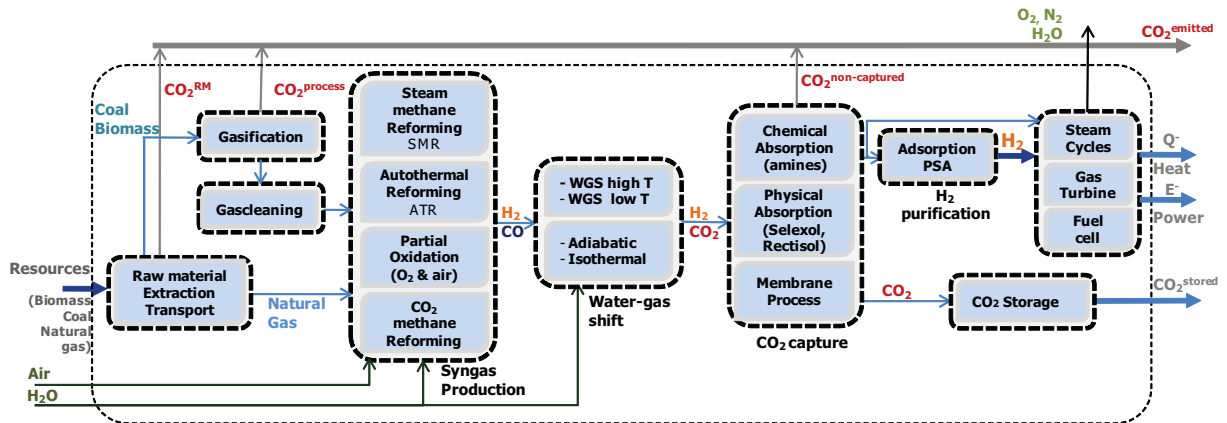 O₂, N₂
H₂O
CO₂ᵉᵐⁱᵗᵗᵉᵈ
CO₂ᴿᴹ
CO₂ᵖʳᵒᶜᵉˢˢ
CO₂ⁿᵒⁿ⁻ᶜᵃᵖᵗᵘʳᵉᵈ
Coal
Biomass
Gasification
Gascleaning
Resources
(Biomass
Coal
Natural
gas)
Raw material
Extraction
Transport
Natural
Gas
Air
H₂O
Steam
methane
Reforming
SMR
Autothermal
Reforming
ATR
Partial
Oxidation
(O₂ & air)
CO₂
methane
Reforming
Syngas
Production
H₂
CO
- WGS high T
- WGS low T
- Adiabatic
- Isothermal
Water-gas
shift
H₂
CO₂
Chemical
Absorption
(amines)
Physical
Absorption
(Selexol,
Rectisol)
Membrane
Process
CO₂ capture
Adsorption
PSA
H₂
purification
H₂
CO₂
CO₂ Storage
Steam
Cycles
Gas
Turbine
Fuel
cell
Q⁻
Heat
E⁻
Power
CO₂ˢᵗᵒʳᵉᵈ